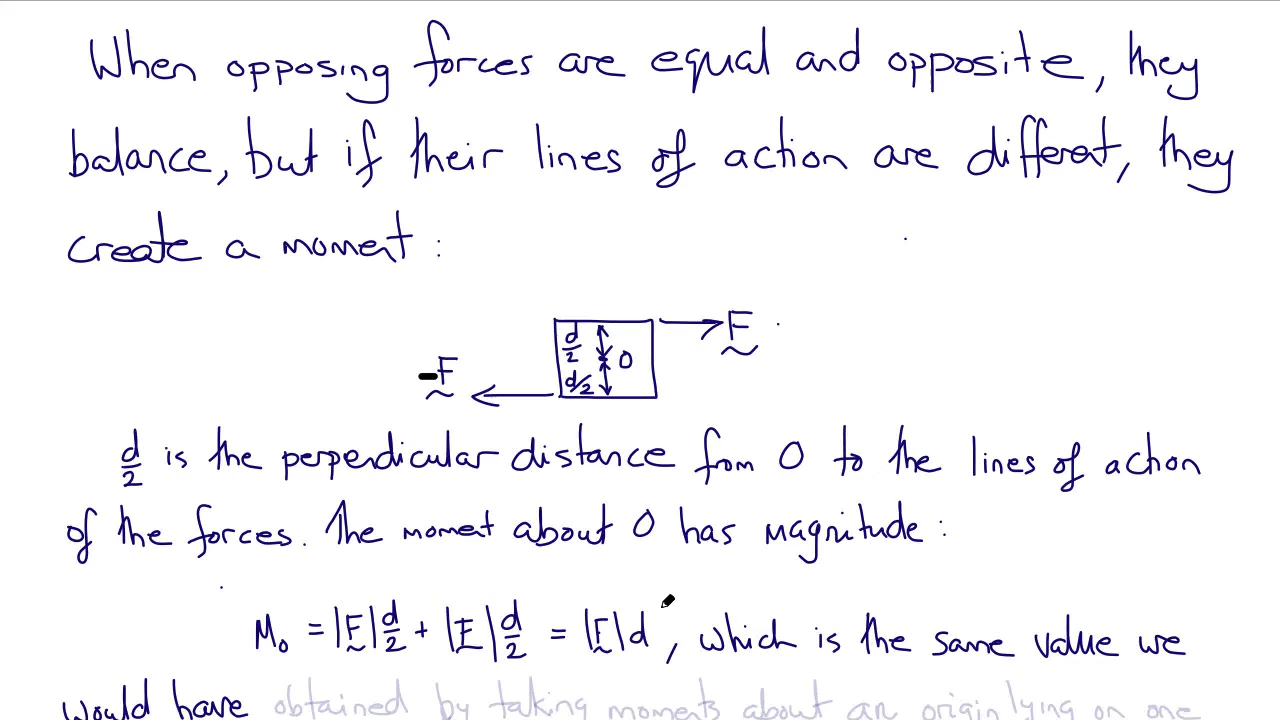 When opposing forces are equal and opposite, they
balance, but if their lines of action are different, they
create a moment :
d/2 F
O
-F d/2
d/2 is the perpendicular distance from O to the lines of action
of the forces. The moment about O has magnitude :
M₀ = |F| d/2 + |F| d/2 = |F| d , which is the same value we
would have obtained by taking moments about an origin lying on one